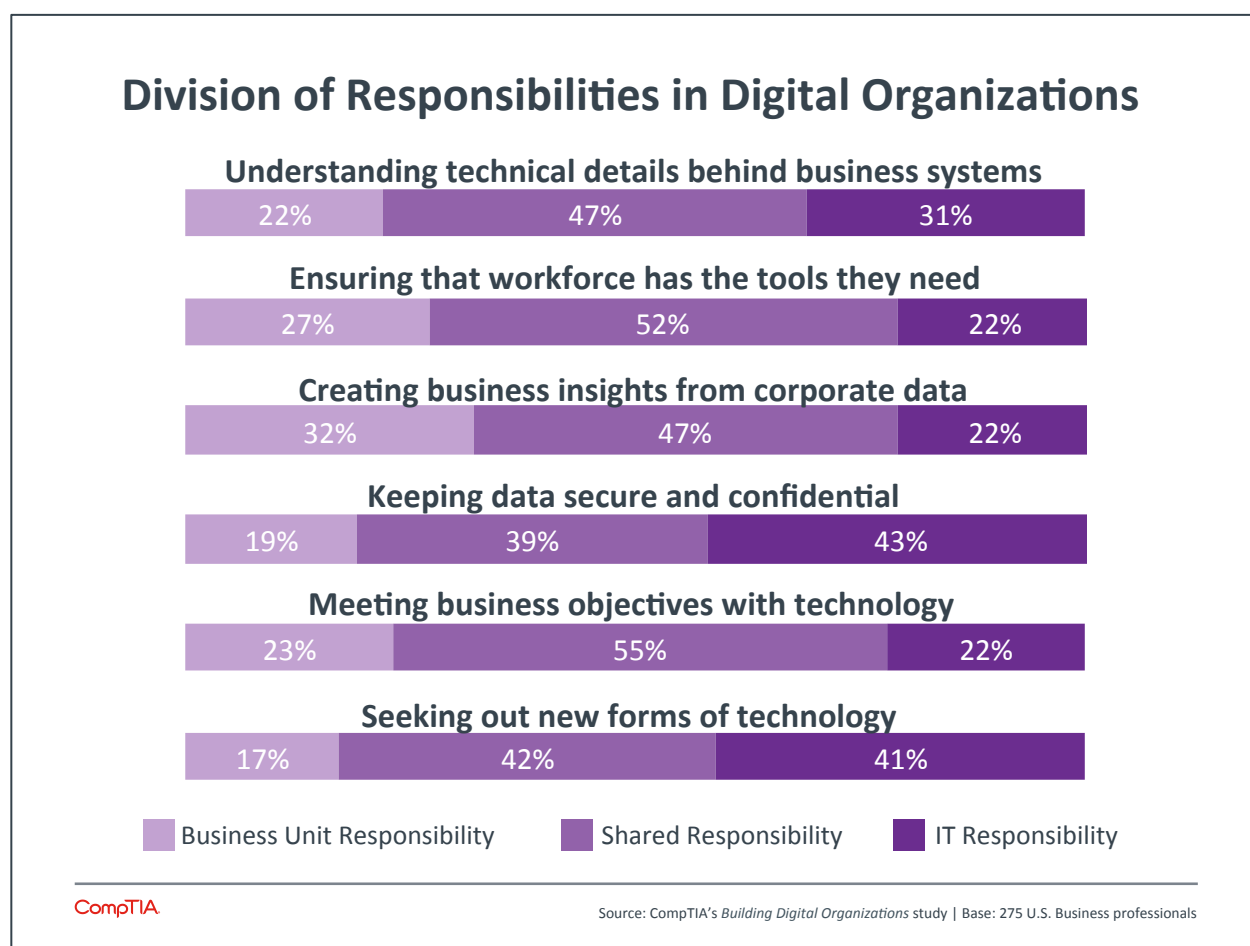 Division of Responsibilities in Digital Organizations
Understanding technical details behind business systems
22% 47% 31%
Ensuring that workforce has the tools they need
27% 52% 22%
Creating business insights from corporate data
32% 47% 22%
Keeping data secure and confidential
19% 39% 43%
Meeting business objectives with technology
23% 55% 22%
Seeking out new forms of technology
17% 42% 41%
Business Unit Responsibility Shared Responsibility IT Responsibility
CompTIA.
Source: CompTIA's Building Digital Organizations study | Base: 275 U.S. Business professionals